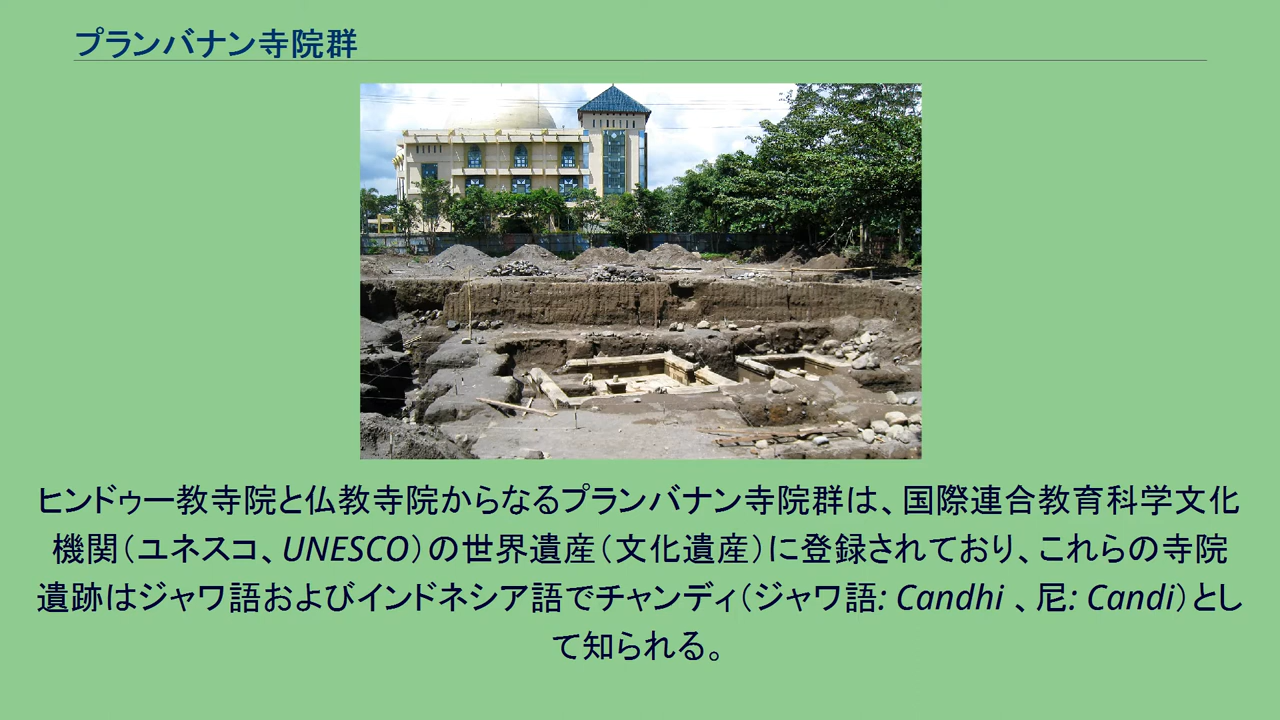 プランバナン寺院群
ヒンドゥー教寺院と仏教寺院からなるプランバナン寺院群は、国際連合教育科学文化
機関（ユネスコ、UNESCO）の世界遺産（文化遺産）に登録されており、これらの寺院
遺跡はジャワ語およびインドネシア語でチャンディ（ジャワ語: Candhi 、尼: Candi）とし
て知られる。